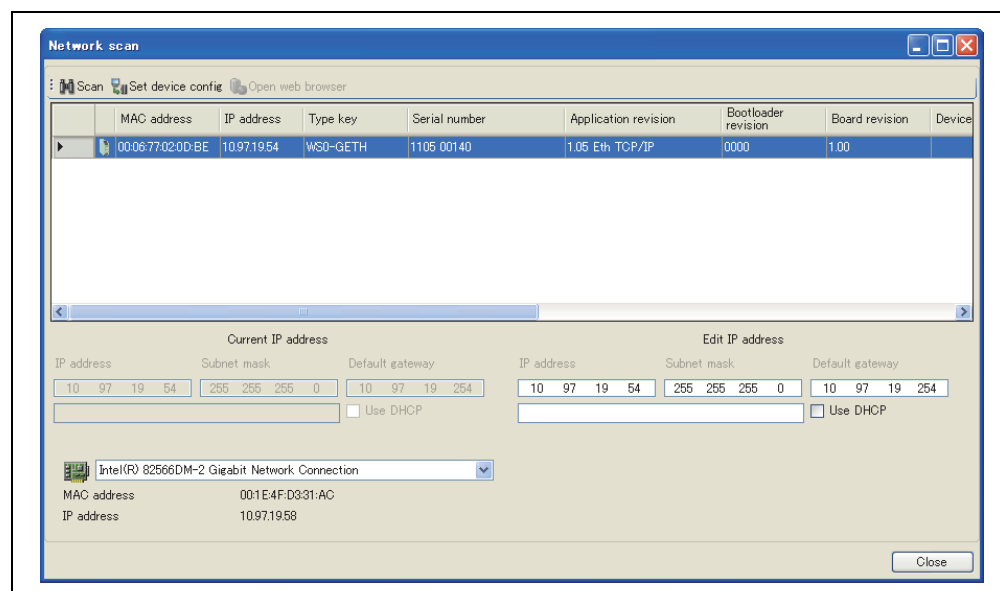 Network scan
Scan Set device config Open web browser
MAC address IP address Type key Serial number Application revision Bootloader revision Board revision Device
00:06:77:02:0D:BE 10.97.19.54 WS0-GETH 1105 00140 1.05 Eth TCP/IP 0000 1.00
Current IP address Edit IP address
IP address Subnet mask Default gateway IP address Subnet mask Default gateway
10 97 19 54 255 255 255 0 10 97 19 254 10 97 19 54 255 255 255 0 10 97 19 254
Use DHCP Use DHCP
Intel(R) 82566DM-2 Gigabit Network Connection
MAC address 00:1E:4F:D3:31:AC
IP address 10.97.19.58
Close